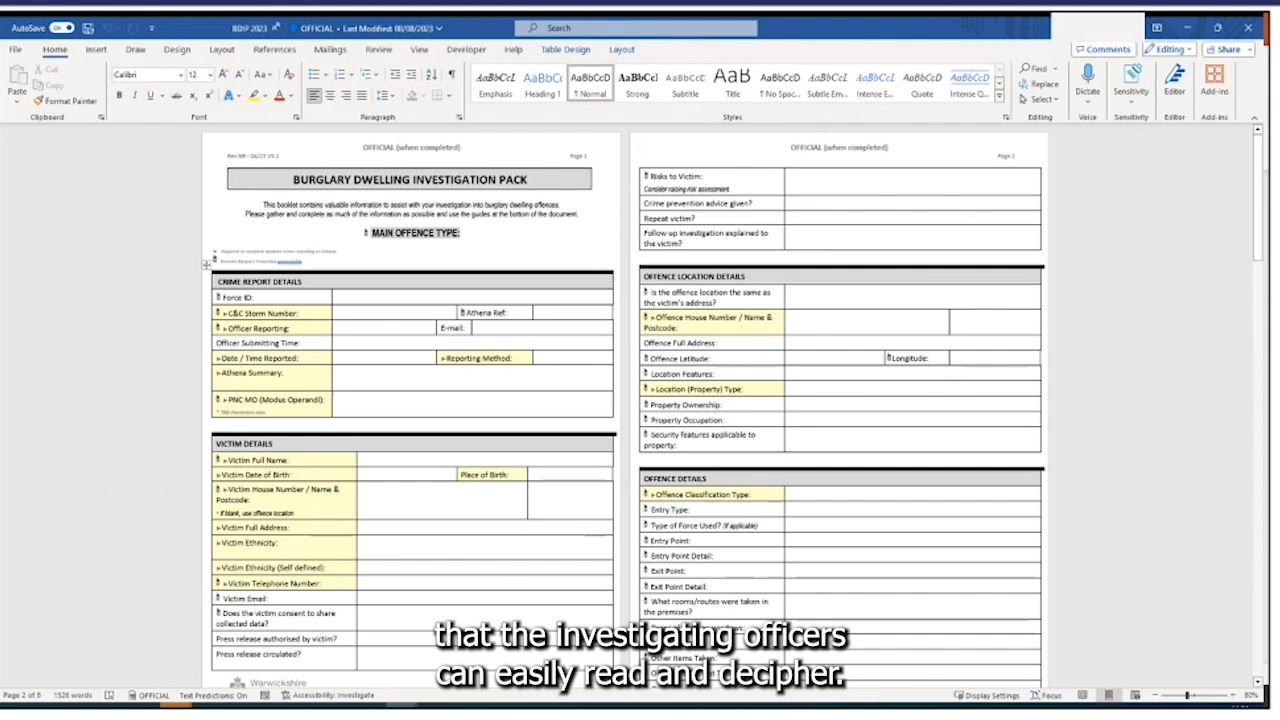 AutoSave On BDIP 2023 OFFICIAL • Last Modified: 08/08/2023 Search
File Home Insert Draw Design Layout References Mailings Review View Developer Help Table Design Layout Comments Editing Share
Paste Cut Copy Format Painter Clipboard
Calibri 12 Font
Paragraph
AaBbCcI AaBbCc AaBbCcD AaBbCcI AaBbCcD AaB AaBbCcD AaBbCcI AaBbCcI AaBbCcD AaBbCcD
Emphasis Heading 1 ¶ Normal Strong Subtitle Title ¶ No Spac... Subtle Em... Intense E... Quote Intense Q...
Styles
Find Replace Select Editing
Dictate Sensitivity Editor Add-ins
Voice Sensitivity Editor Add-ins
OFFICIAL (when completed)
Page 1
BURGLARY DWELLING INVESTIGATION PACK
This booklet contains valuable information to assist with your investigation into burglary dwelling offences.
Please gather and complete as much of the information as possible and use the guides at the bottom of the document.
MAIN OFFENCE TYPE:
CRIME REPORT DETAILS
Force ID:
C&C Storm Number: Athena Ref:
Officer Reporting: E-mail:
Officer Submitting Time:
Date / Time Reported: Reporting Method:
Athena Summary:
PNC MO (Modus Operandi):
VICTIM DETAILS
Victim Full Name:
Victim Date of Birth: Place of Birth:
Victim House Number / Name &
Postcode:
- If blank, use offence location
Victim Full Address:
Victim Ethnicity:
Victim Ethnicity (Self defined):
Victim Telephone Number:
Victim Email:
Does the victim consent to share
collected data?
Press release authorised by victim?
Press release circulated?
Warwickshire
OFFICIAL (when completed)
Page 2
Risks to Victim:
Consider raising risk assessment
Crime prevention advice given?
Repeat victim?
Follow up investigation explained to
the victim?
OFFENCE LOCATION DETAILS
Is the offence location the same as
the victim's address?
Offence House Number / Name &
Postcode:
Offence Full Address:
Offence Latitude: Longitude:
Location Features:
Location (Property) Type:
Property Ownership:
Property Occupation:
Security features applicable to
property:
OFFENCE DETAILS
Offence Classification Type:
Entry Type:
Type of Force Used? (if applicable)
Entry Point:
Entry Point Detail:
Exit Point:
Exit Point Detail:
What rooms/routes were taken in
the premises?
Other Items Taken:
that the investigating officers
can easily read and decipher.
Page 2 of 8 1526 words OFFICIAL Text Predictions: On Accessibility: Investigate Display Settings Focus 80%